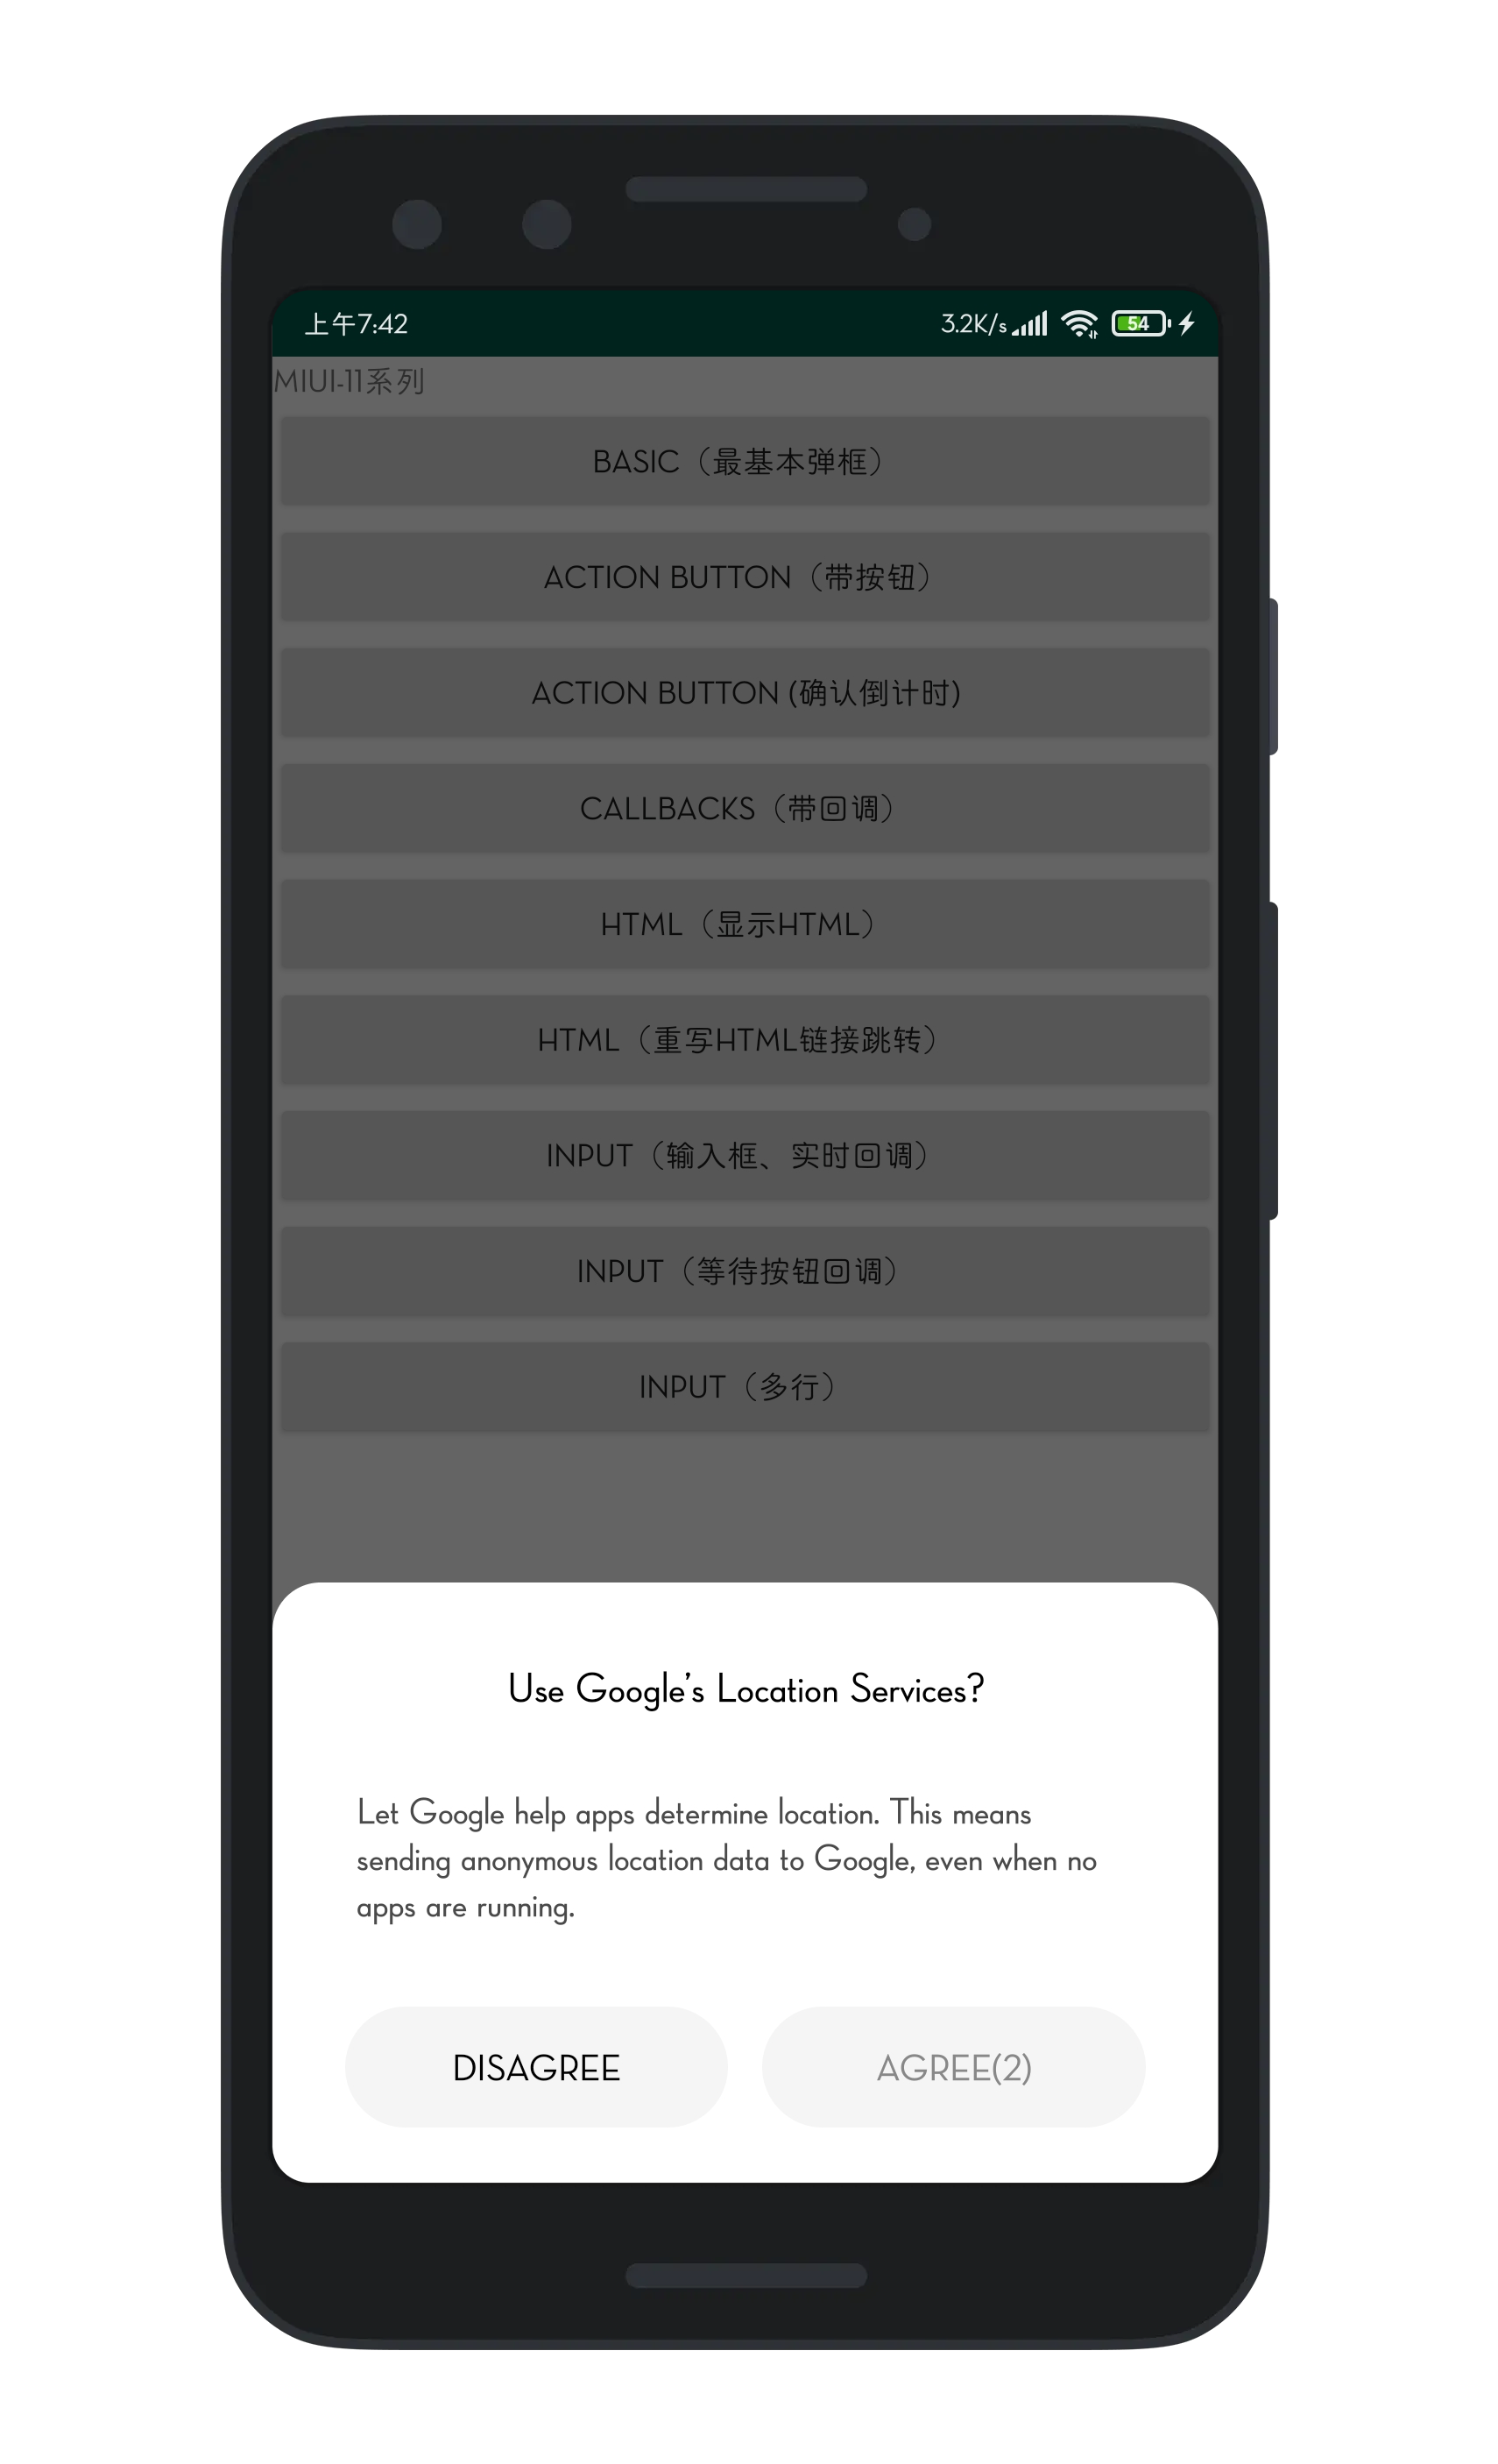 上午7:42
3.2K/s
54
MIUI-11系列
BASIC（最基本弹框）
ACTION BUTTON（带按钮）
ACTION BUTTON (确认倒计时)
CALLBACKS（带回调）
HTML（显示HTML）
HTML（重写HTML链接跳转）
INPUT（输入框、实时回调）
INPUT（等待按钮回调）
INPUT（多行）
Use Google’s Location Services?
Let Google help apps determine location. This means
sending anonymous location data to Google, even when no
apps are running.
DISAGREE
AGREE(2)